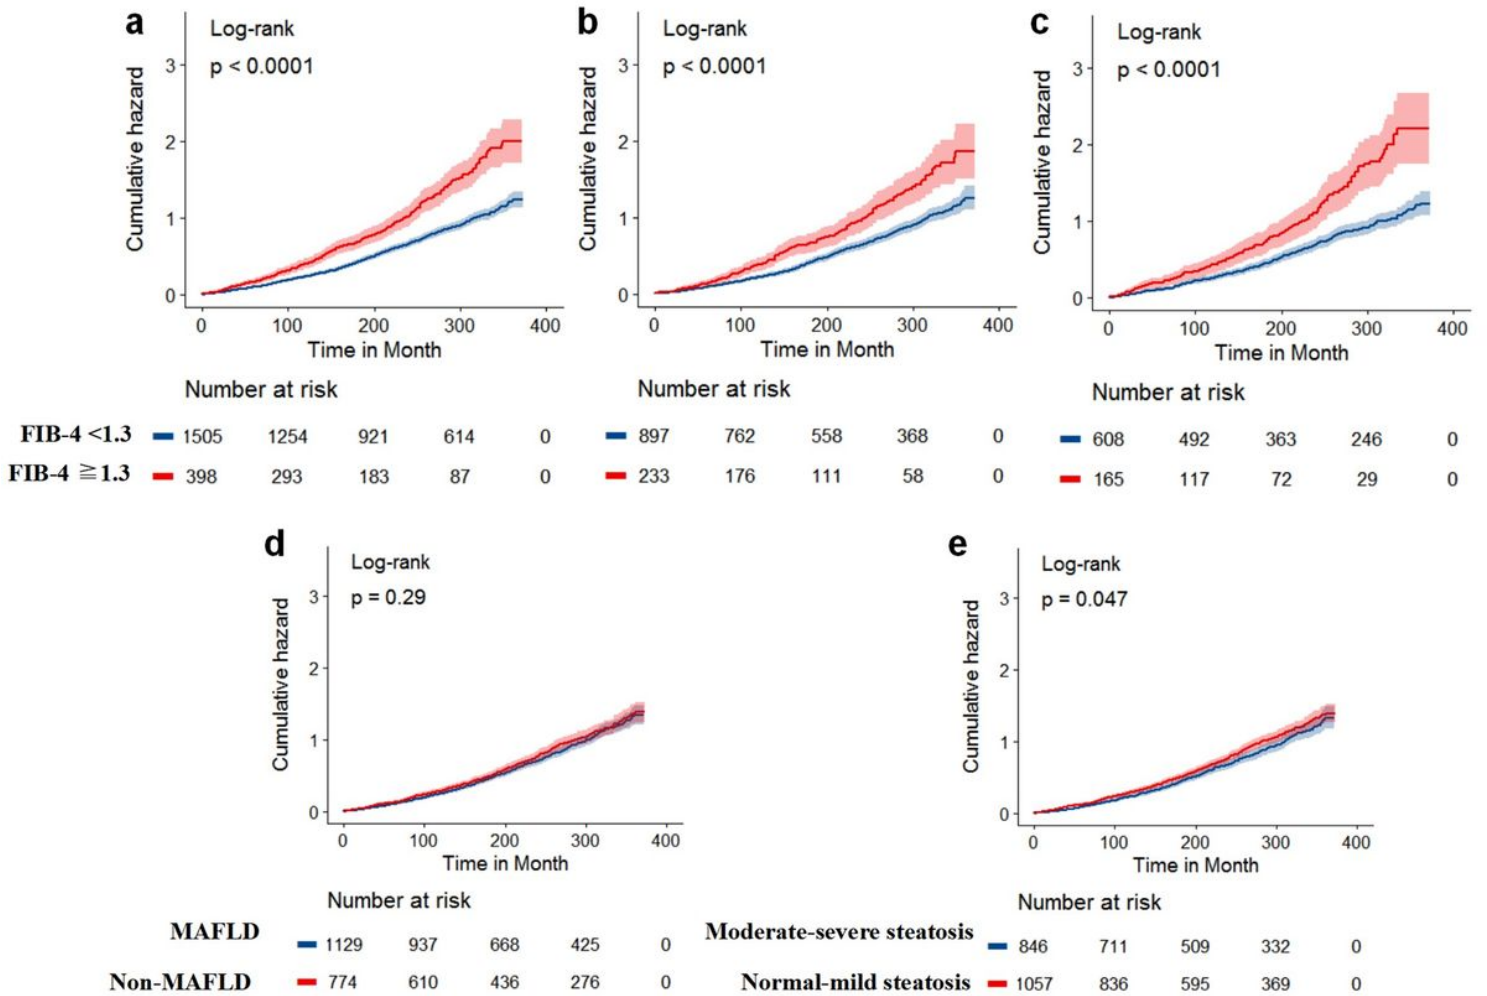 a
Log-rank
p < 0.0001
Cumulative hazard
3
2
1
0
0 100 200 300 400
Time in Month
Number at risk
FIB-4 <1.3 1505 1254 921 614 0
FIB-4 ≧1.3 398 293 183 87 0
b
Log-rank
p < 0.0001
Cumulative hazard
3
2
1
0
0 100 200 300 400
Time in Month
Number at risk
897 762 558 368 0
233 176 111 58 0
c
Log-rank
p < 0.0001
Cumulative hazard
3
2
1
0
0 100 200 300 400
Time in Month
Number at risk
608 492 363 246 0
165 117 72 29 0
d
Log-rank
p = 0.29
Cumulative hazard
3
2
1
0
0 100 200 300 400
Time in Month
Number at risk
MAFLD 1129 937 668 425 0
Non-MAFLD 774 610 436 276 0
e
Log-rank
p = 0.047
Cumulative hazard
3
2
1
0
0 100 200 300 400
Time in Month
Number at risk
Moderate-severe steatosis 846 711 509 332 0
Normal-mild steatosis 1057 836 595 369 0